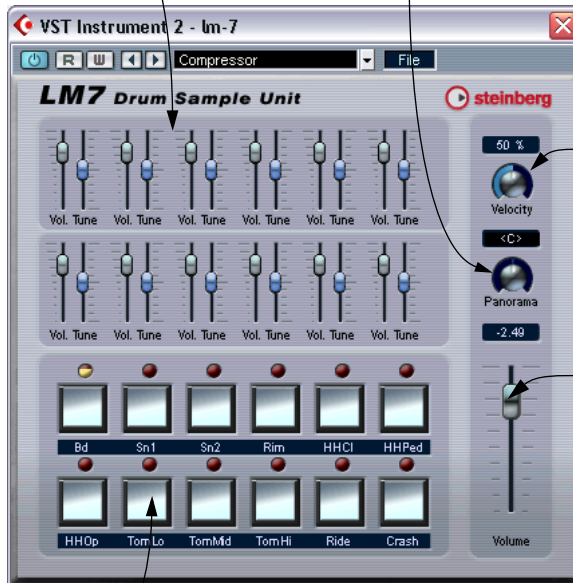 VST Instrument 2 - lm-7
R W Compressor File
LM7 Drum Sample Unit
steinberg
50 %
Vol. Tune Vol. Tune Vol. Tune Vol. Tune Vol. Tune Vol. Tune
Velocity
<C>
Panorama
Vol. Tune Vol. Tune Vol. Tune Vol. Tune Vol. Tune Vol. Tune
-2.49
Bd Sn1 Sn2 Rim HHCl HHPed
HHOp TomLo TomMid TomHi Ride Crash
Volume